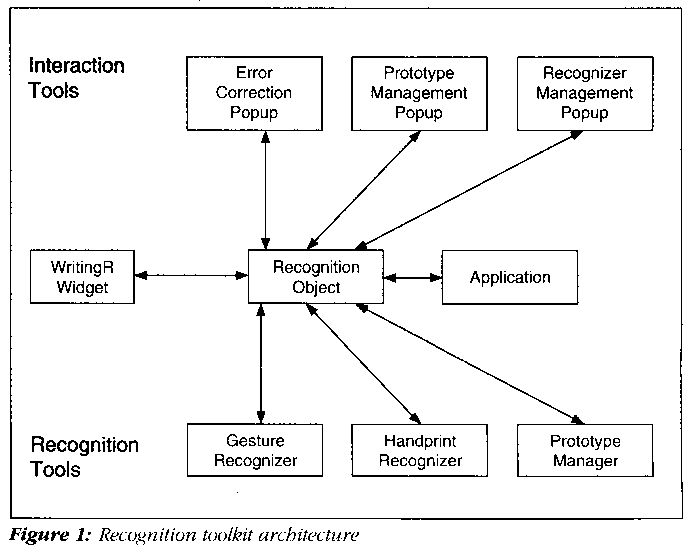 Interaction
Tools
Error
Correction
Popup
Prototype
Management
Popup
Recognizer
Management
Popup
WritingR
Widget
Recognition
Object
Application
Recognition
Tools
Gesture
Recognizer
Handprint
Recognizer
Prototype
Manager
Figure 1: Recognition toolkit architecture